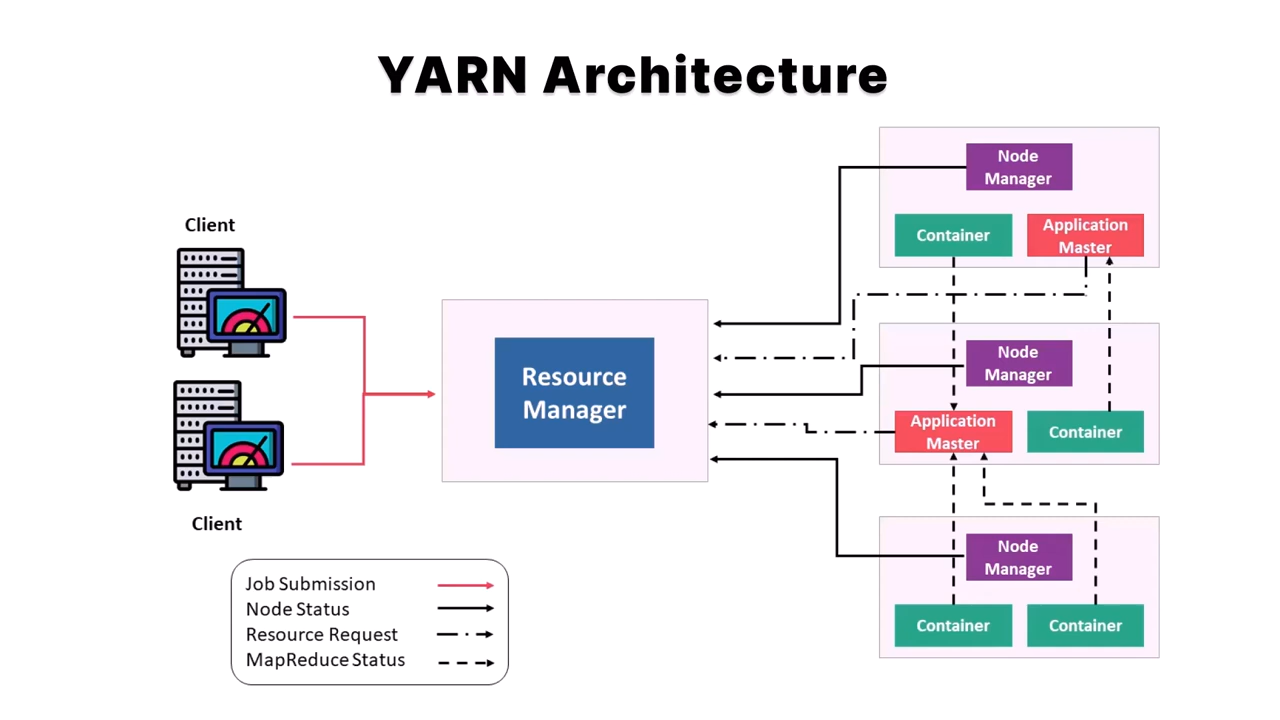 YARN Architecture
Client
Client
Resource
Manager
Node
Manager
Container
Application
Master
Node
Manager
Application
Master
Container
Node
Manager
Container
Container
Job Submission
Node Status
Resource Request
MapReduce Status